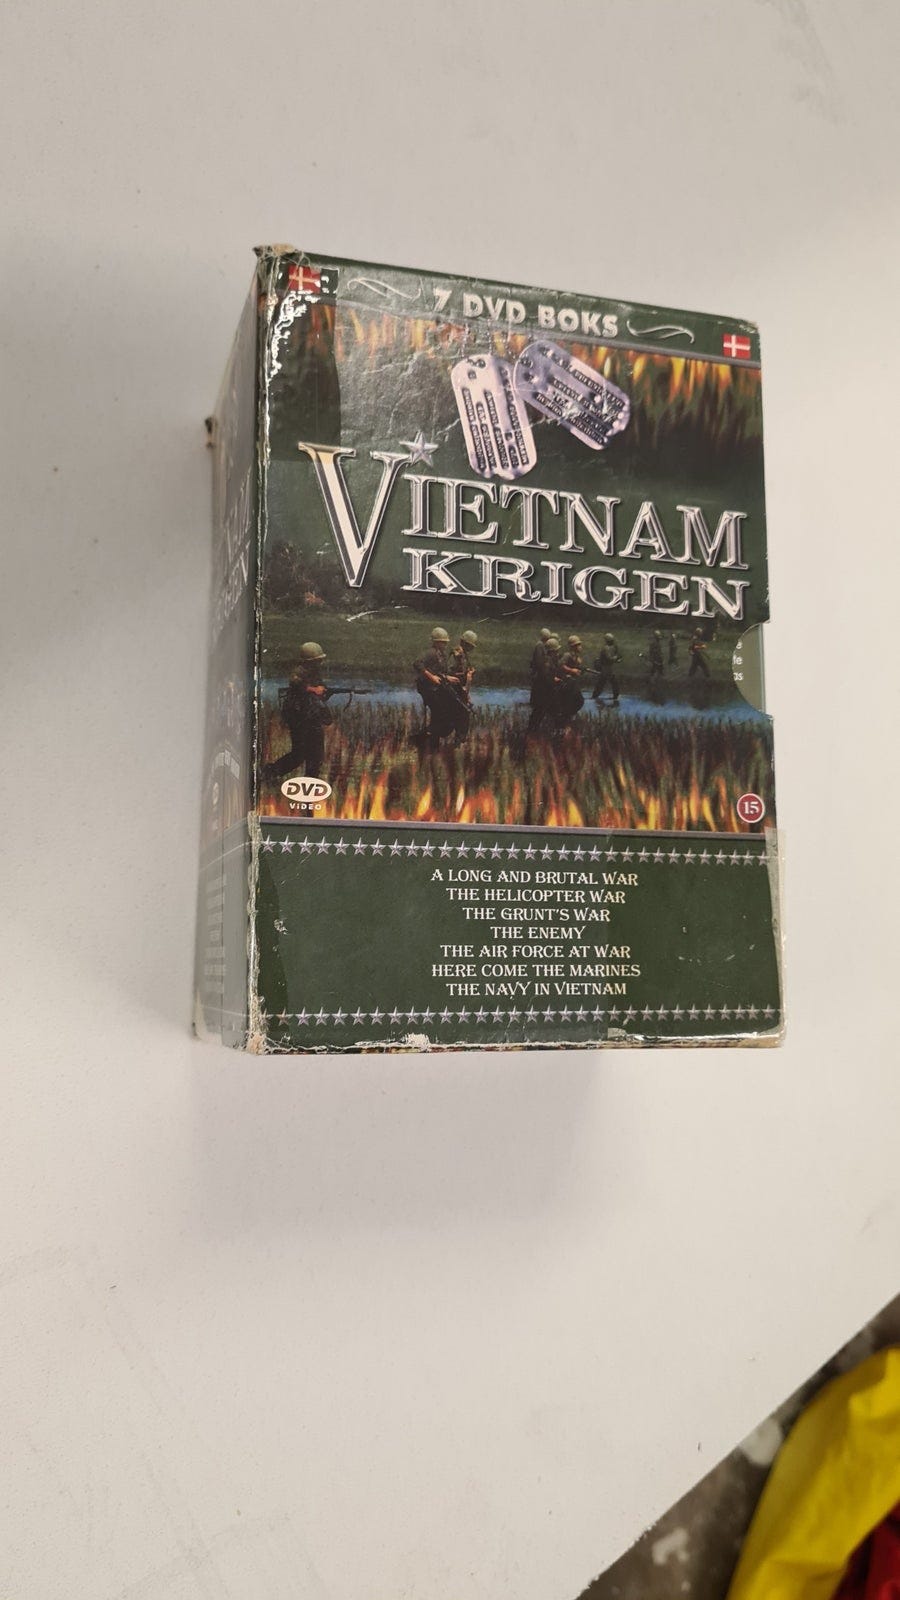 7 DVD BOKS
VIETNAM
KRIGEN
DVD
VIDEO
15
A LONG AND BRUTAL WAR
THE HELICOPTER WAR
THE GRUNT'S WAR
THE ENEMY
THE AIR FORCE AT WAR
HERE COME THE MARINES
THE NAVY IN VIETNAM